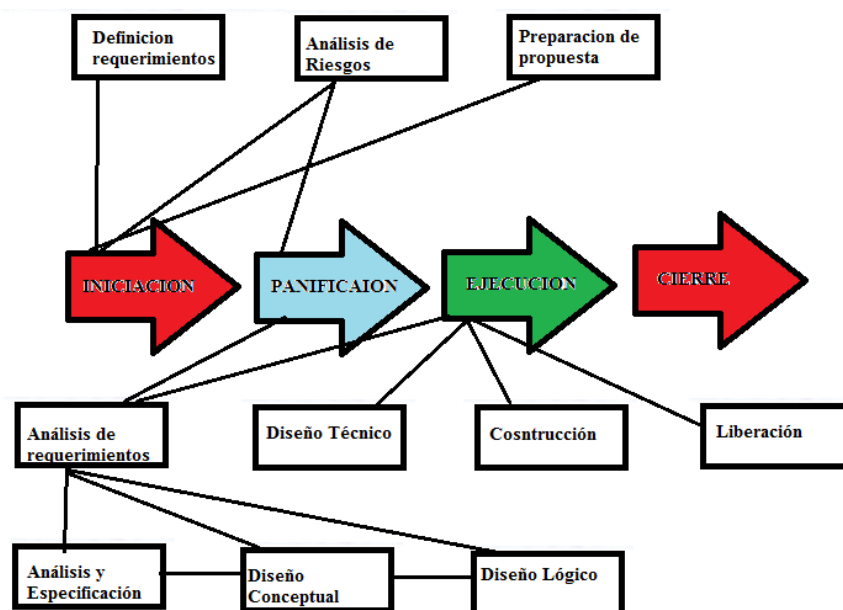 Definicion
requerimientos
Análisis de
Riesgos
Preparacion de
propuesta
INICIACION
PANIFICAION
EJECUCION
CIERRE
Análisis de
requerimientos
Diseño Técnico
Cosntrucción
Liberación
Análisis y
Especificación
Diseño
Conceptual
Diseño Lógico